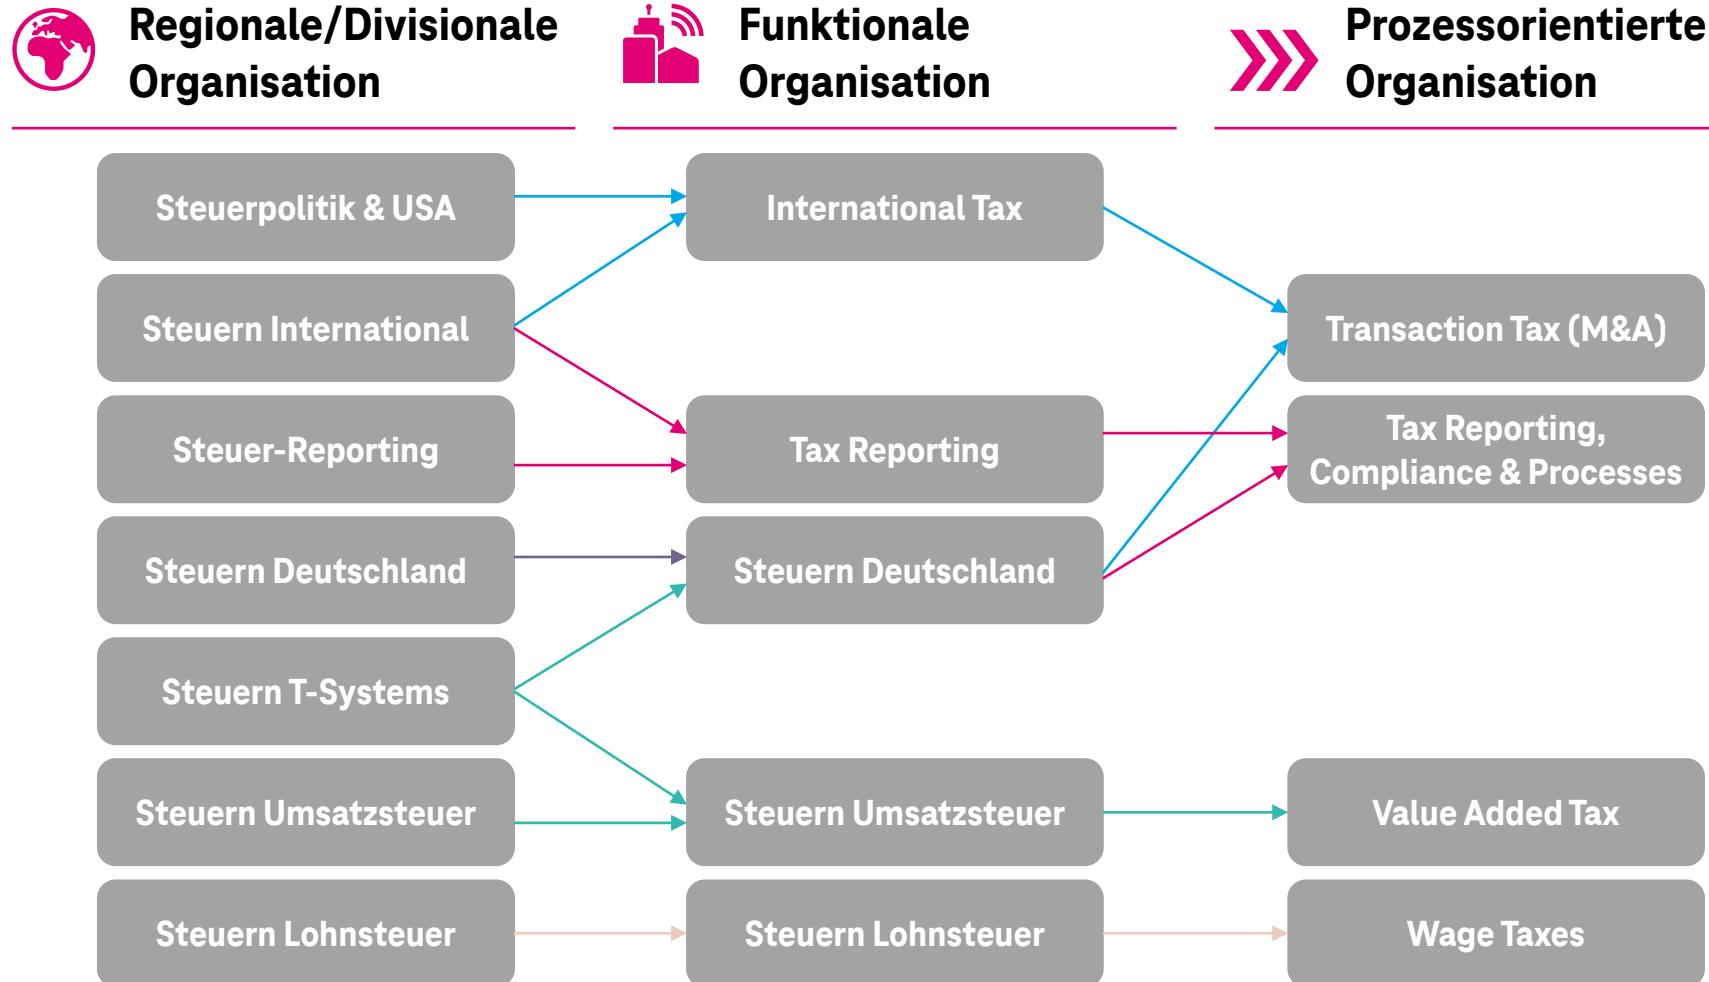 Regionale/Divisionale
Organisation
Funktionale
Organisation
Prozessorientierte
Organisation
Steuerpolitik & USA
International Tax
Steuern International
Transaction Tax (M&A)
Steuer-Reporting
Tax Reporting
Tax Reporting,
Compliance & Processes
Steuern Deutschland
Steuern Deutschland
Steuern T-Systems
Steuern Umsatzsteuer
Steuern Umsatzsteuer
Value Added Tax
Steuern Lohnsteuer
Steuern Lohnsteuer
Wage Taxes